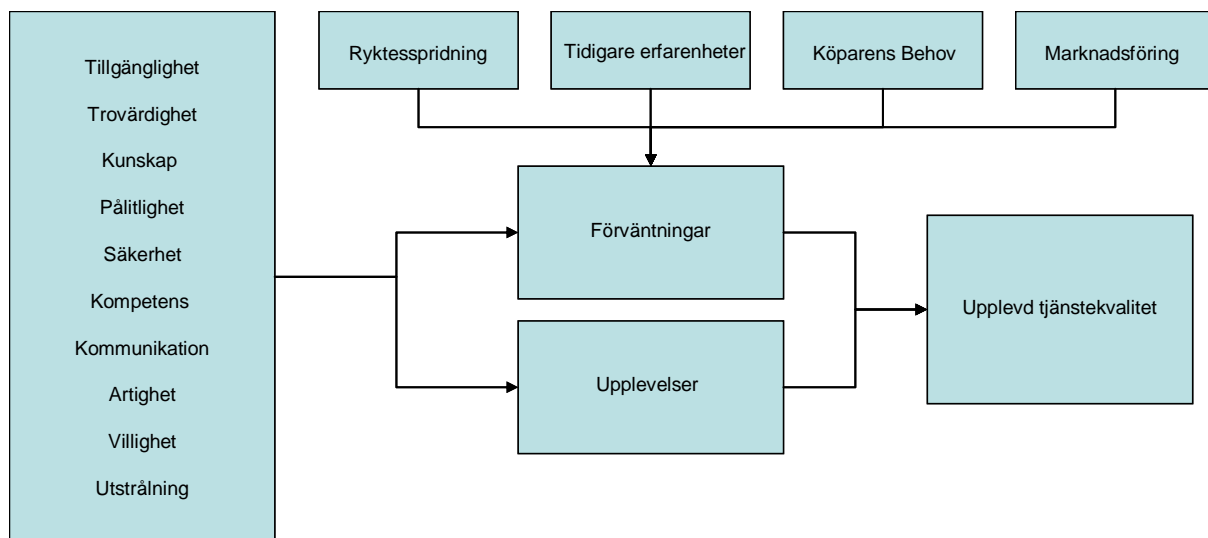 Tillgänglighet
Trovärdighet
Kunskap
Pålitlighet
Säkerhet
Kompetens
Kommunikation
Artighet
Villighet
Utstrålning
Ryktesspridning
Tidigare erfarenheter
Köparens Behov
Marknadsföring
Förväntningar
Upplevelser
Upplevd tjänstekvalitet